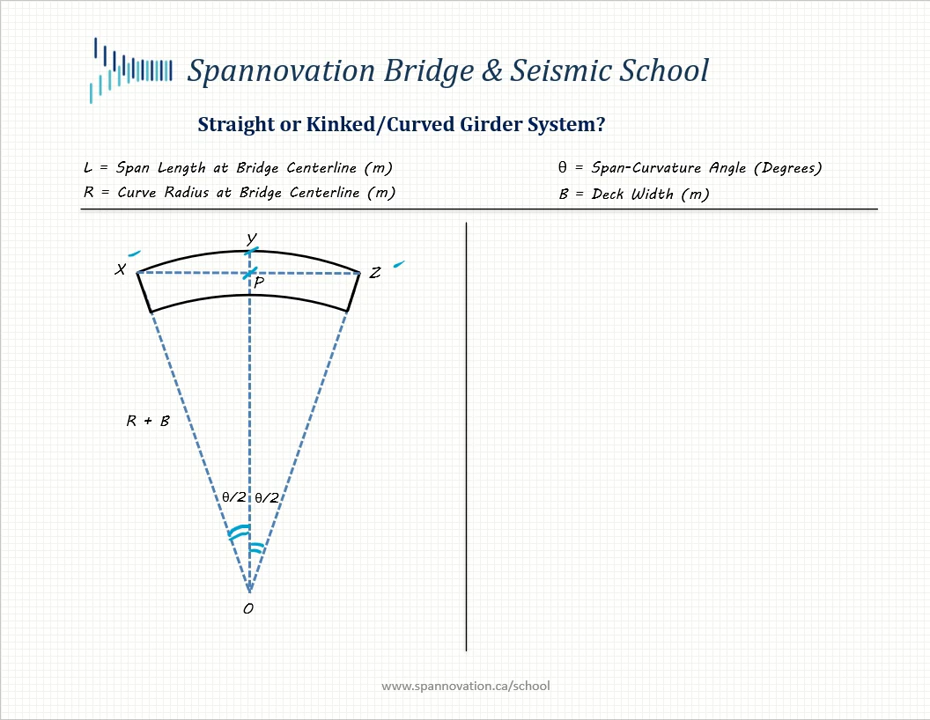 Spannovation Bridge & Seismic School
Straight or Kinked/Curved Girder System?
L = Span Length at Bridge Centerline (m)
θ = Span-Curvature Angle (Degrees)
R = Curve Radius at Bridge Centerline (m)
B = Deck Width (m)
Y
X
Z
P
R + B
θ/2 θ/2
O
www.spannovation.ca/school